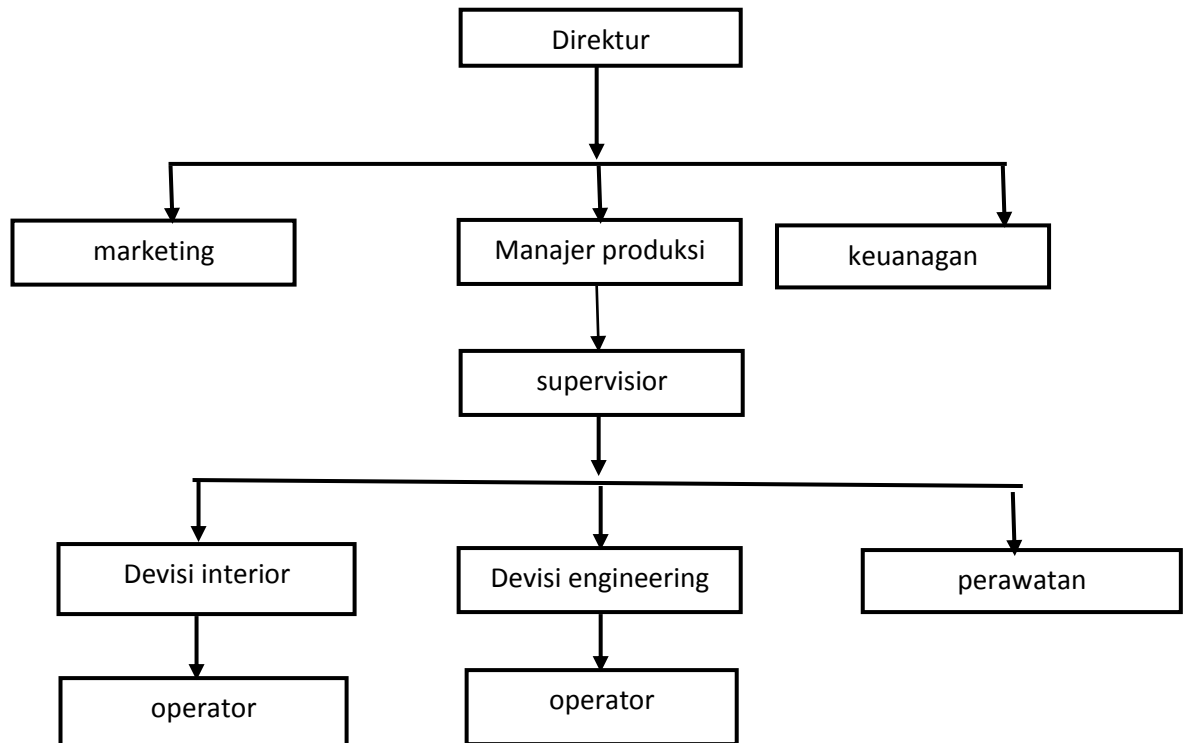 Direktur
marketing
Manajer produksi
keuanagan
supervisior
Devisi interior
Devisi engineering
perawatan
operator
operator